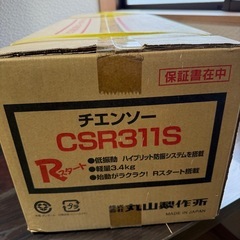 保証書在中
チエンソー
CSR311S
Rスタート
●低振動 ハイブリッド防振システムを搭載
●軽量3.4kg
●始動がラクラク！ Rスタート搭載
株式会社 丸山製作所
MADE IN JAPAN